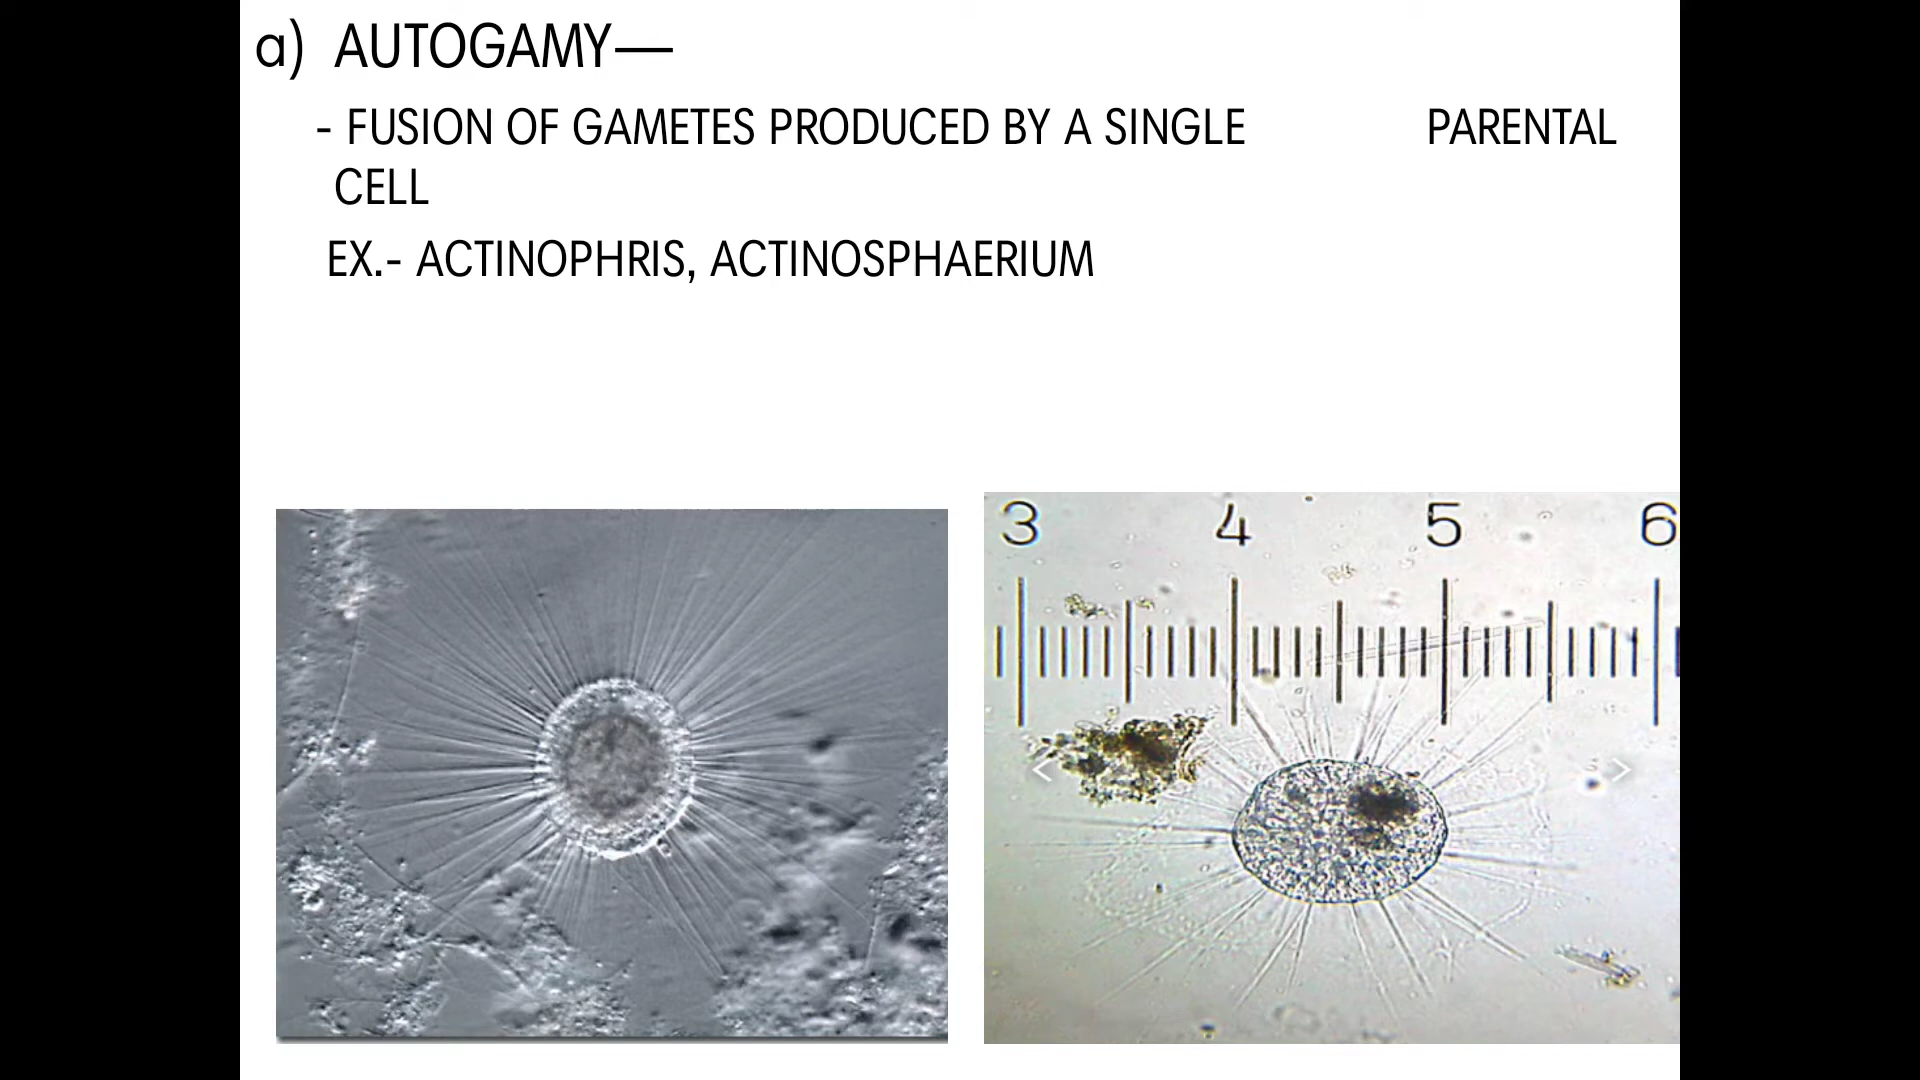 a) AUTOGAMY—
- FUSION OF GAMETES PRODUCED BY A SINGLE PARENTAL
CELL
EX.- ACTINOPHRIS, ACTINOSPHAERIUM
3 4 5 6